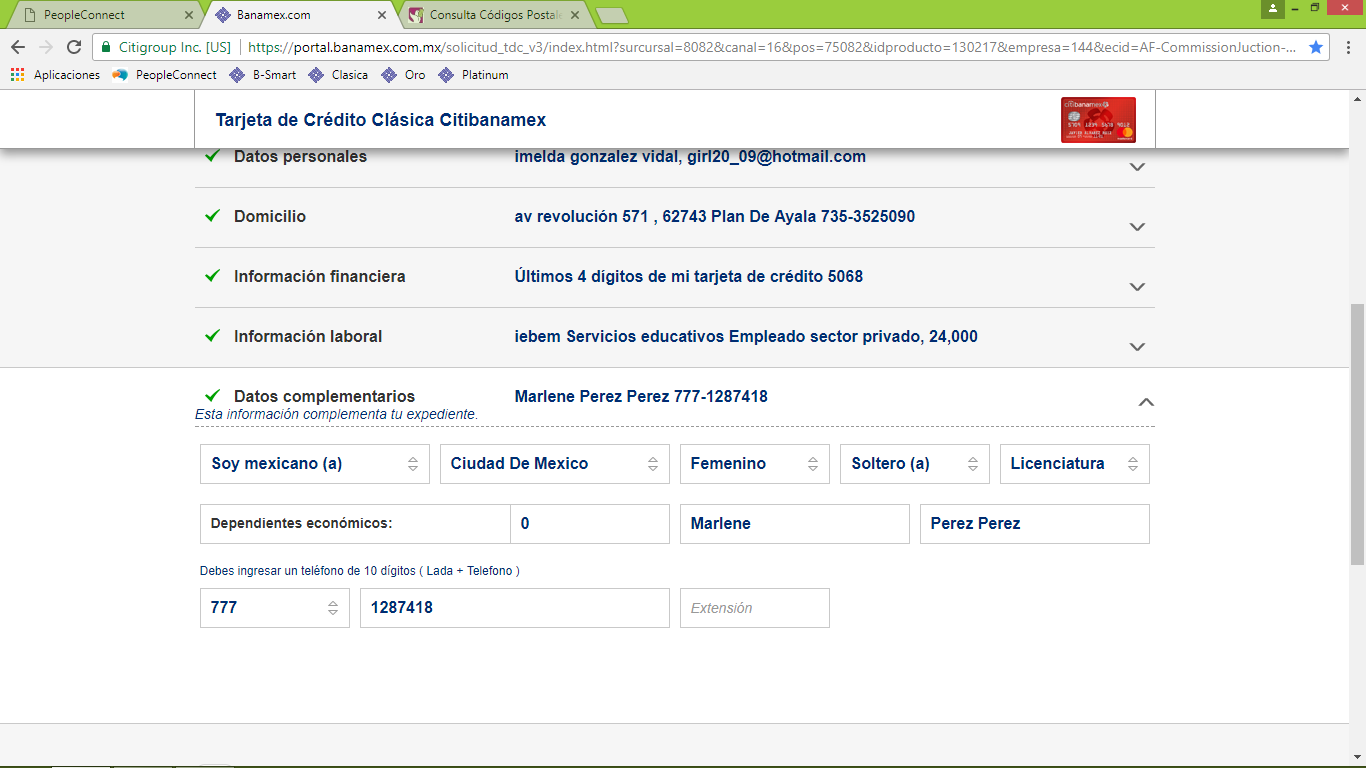 PeopleConnect
Banamex.com
Consulta Códigos Postale
Citigroup Inc. [US]
https://portal.banamex.com.mx/solicitud_tdc_v3/index.html?surcursal=8082&canal=16&pos=75082&idproducto=130217&empresa=144&ecid=AF-CommissionJuction-...
Aplicaciones PeopleConnect B-Smart Clasica Oro Platinum
Tarjeta de Crédito Clásica Citibanamex
citibanamex
Datos personales imelda gonzalez vidal, girl20_09@hotmail.com
Domicilio av revolución 571 , 62743 Plan De Ayala 735-3525090
Información financiera Últimos 4 dígitos de mi tarjeta de crédito 5068
Información laboral iebem Servicios educativos Empleado sector privado, 24,000
Datos complementarios Marlene Perez Perez 777-1287418
Esta información complementa tu expediente.
Soy mexicano (a) Ciudad De Mexico Femenino Soltero (a) Licenciatura
Dependientes económicos: 0 Marlene Perez Perez
Debes ingresar un teléfono de 10 dígitos ( Lada + Telefono )
777 1287418 Extensión